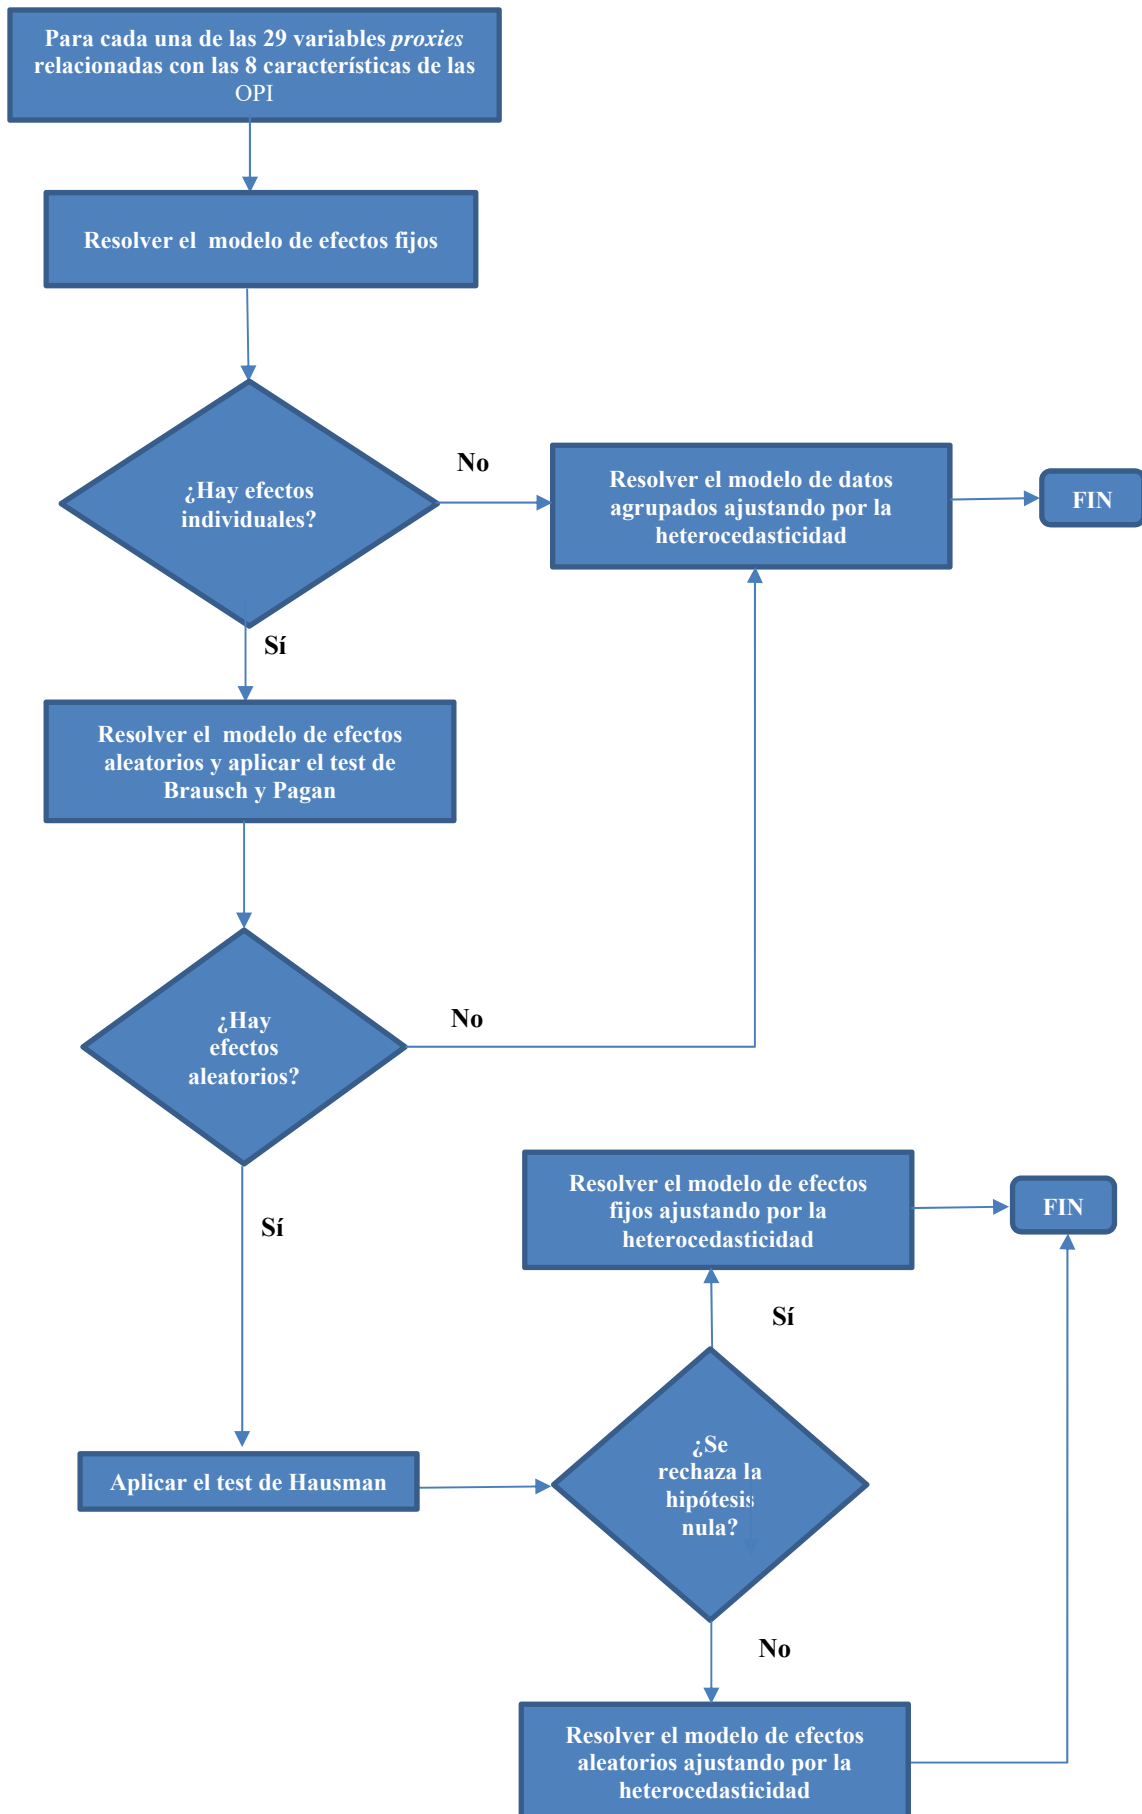 Para cada una de las 29 variables proxies
relacionadas con las 8 características de las
OPI
Resolver el modelo de efectos fijos
¿Hay efectos
individuales?
No
Resolver el modelo de datos
agrupados ajustando por la
heterocedasticidad
FIN
Sí
Resolver el modelo de efectos
aleatorios y aplicar el test de
Brausch y Pagan
¿Hay
efectos
aleatorios?
No
Sí
Resolver el modelo de efectos
fijos ajustando por la
heterocedasticidad
FIN
Sí
Aplicar el test de Hausman
¿Se
rechaza la
hipótesis
nula?
No
Resolver el modelo de efectos
aleatorios ajustando por la
heterocedasticidad